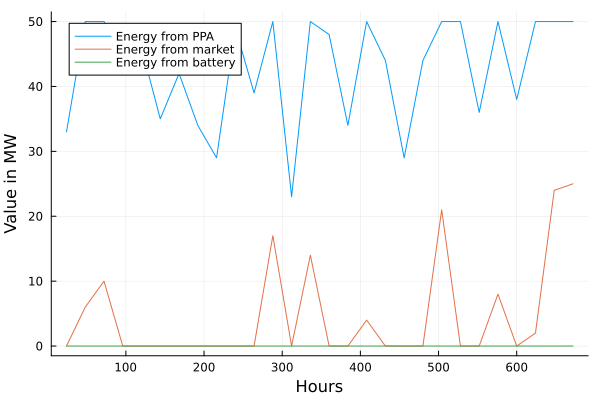 50
40
30
20
10
0
Value in MW
Energy from PPA
Energy from market
Energy from battery
100 200 300 400 500 600
Hours